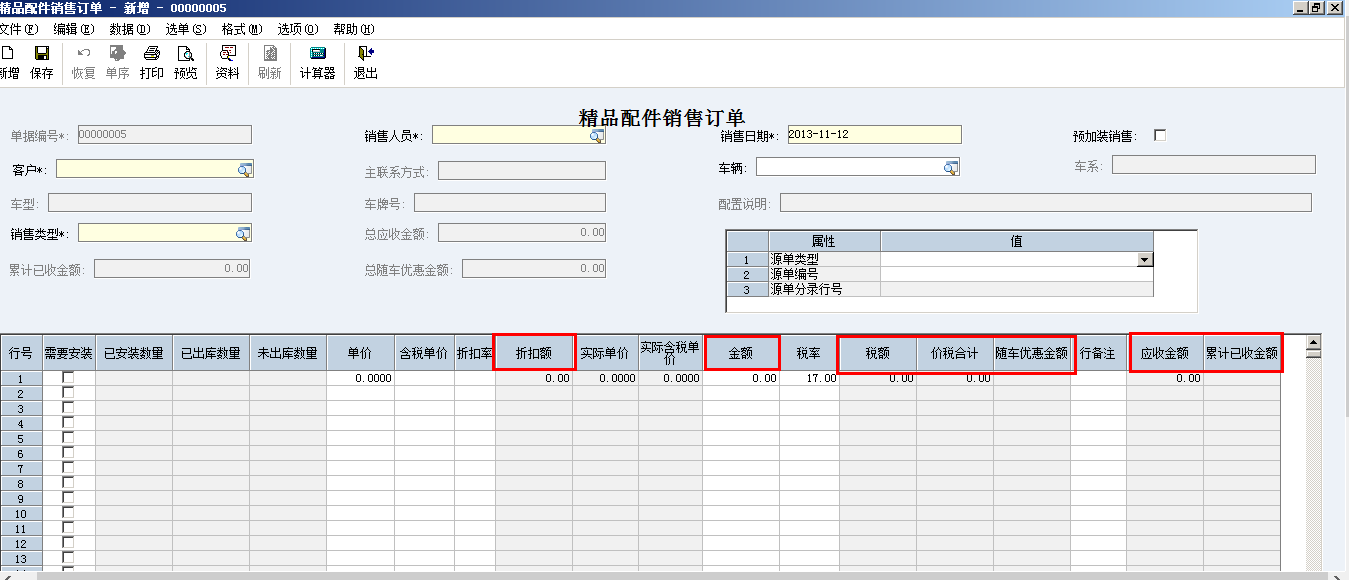 精品配件销售订单 - 新增 - 00000005
文件(F) 编辑(E) 数据(D) 选单(S) 格式(M) 选项(O) 帮助(H)
新增 保存 恢复 单序 打印 预览 资料 刷新 计算器 退出
精品配件销售订单
单据编号*: 00000005 销售人员*: 销售日期*: 2013-11-12 预加装销售:
客户*: 主联系方式: 车辆: 车系:
车型: 车牌号: 配置说明:
销售类型*: 总应收金额: 0.00
属性 值
1 源单类型
2 源单编号
3 源单分录行号
累计已收金额: 0.00 总随车优惠金额: 0.00
行号 需要安装 已安装数量 已出库数量 未出库数量 单价 含税单价 折扣率 折扣额 实际单价 实际含税单价 金额 税率 税额 价税合计 随车优惠金额 行备注 应收金额 累计已收金额
1 0.0000 0.00 0.0000 0.0000 0.00 17.00 0.00 0.00 0.00
2
3
4
5
6
7
8
9
10
11
12
13